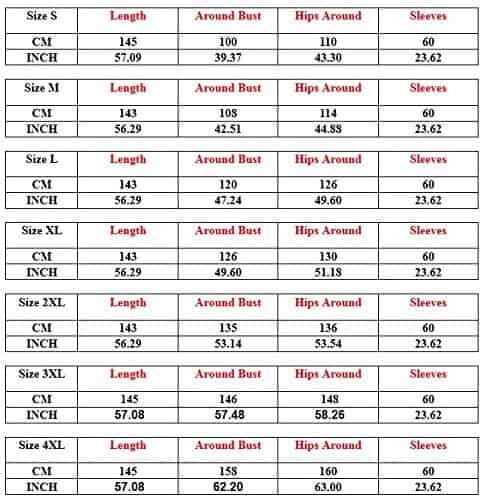 Size S Length Around Bust Hips Around Sleeves
CM 145 100 110 60
INCH 57.09 39.37 43.30 23.62
Size M Length Around Bust Hips Around Sleeves
CM 143 108 114 60
INCH 56.29 42.51 44.88 23.62
Size L Length Around Bust Hips Around Sleeves
CM 143 120 126 60
INCH 56.29 47.24 49.60 23.62
Size XL Length Around Bust Hips Around Sleeves
CM 143 126 130 60
INCH 56.29 49.60 51.18 23.62
Size 2XL Length Around Bust Hips Around Sleeves
CM 143 135 136 60
INCH 56.29 53.14 53.54 23.62
Size 3XL Length Around Bust Hips Around Sleeves
CM 145 146 148 60
INCH 57.08 57.48 58.26 23.62
Size 4XL Length Around Bust Hips Around Sleeves
CM 145 158 160 60
INCH 57.08 62.20 63.00 23.62